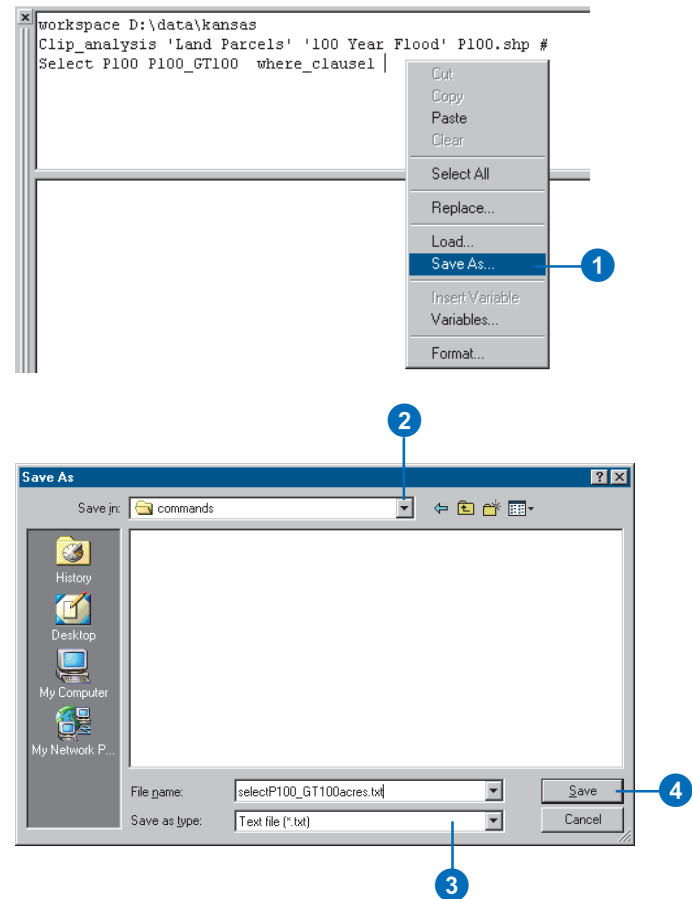 workspace D:\data\kansas
Clip_analysis 'Land Parcels' '100 Year Flood' P100.shp #
Select P100 P100_GT100 where_clause1
Cut
Copy
Paste
Clear
Select All
Replace...
Load...
Save As...
1
Insert Variable
Variables...
Format...
2
Save As
Save in:
commands
History
Desktop
My Computer
My Network P...
File name:
selectP100_GT100acres.txt
Save
4
Save as type:
Text file (*.txt)
Cancel
3